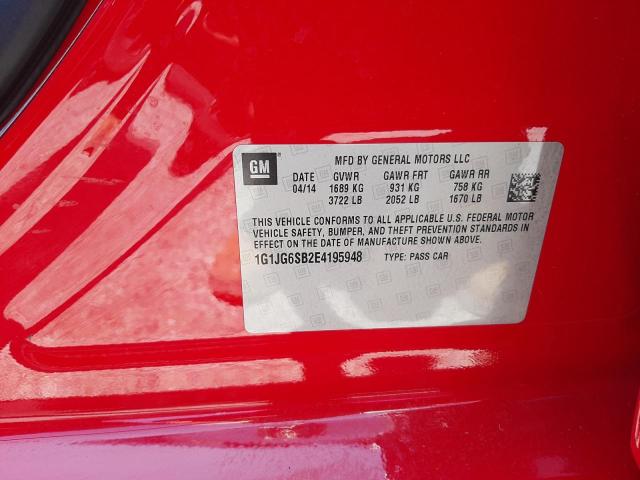 GM
MFD BY GENERAL MOTORS LLC
DATE GVWR GAWR FRT GAWR RR
04/14 1689 KG 931 KG 758 KG
3722 LB 2052 LB 1670 LB
THIS VEHICLE CONFORMS TO ALL APPLICABLE U.S. FEDERAL MOTOR
VEHICLE SAFETY, BUMPER, AND THEFT PREVENTION STANDARDS
IN EFFECT ON THE DATE OF MANUFACTURE SHOWN ABOVE.
1G1JG6SB2E4195948 TYPE: PASS CAR